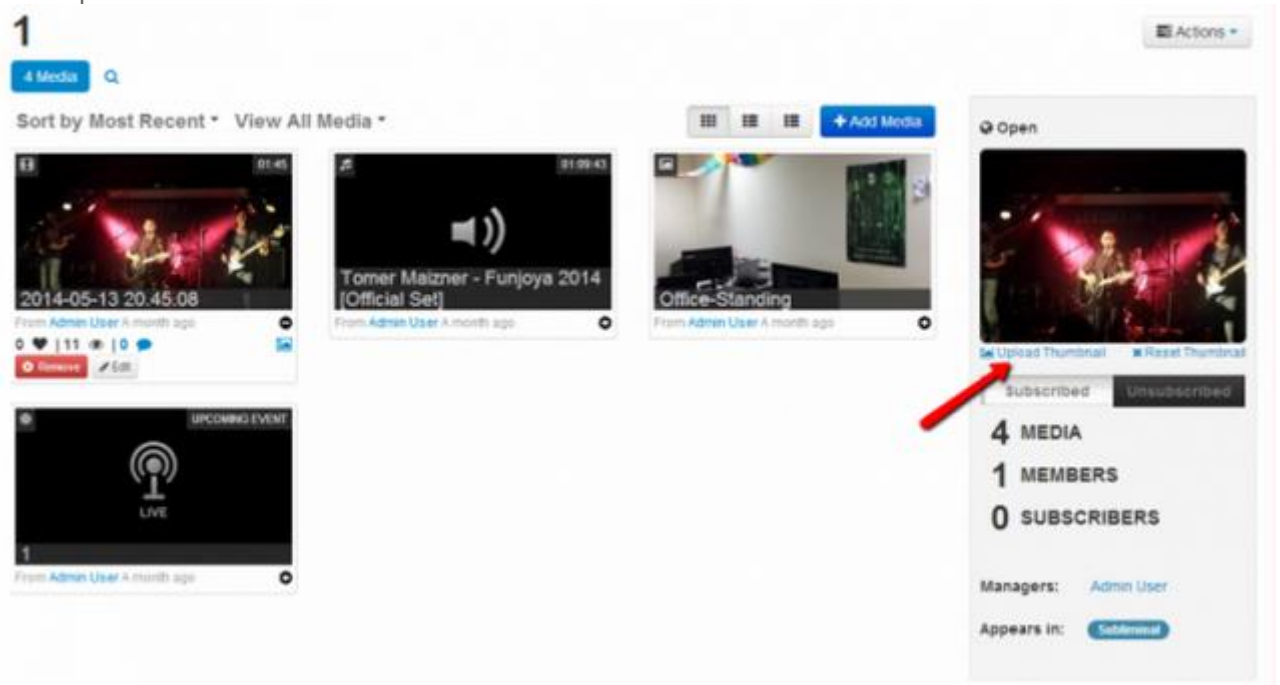 1
Actions
4 Media
Sort by Most Recent View All Media
+ Add Media
01:45
2014-05-13 20.45.08
From Admin User A month ago
0 | 11 | 0
Remove Edit
01:09:43
Tomer Maizner - Funjoya 2014
[Official Set]
From Admin User A month ago
Office-Standing
From Admin User A month ago
UPCOMING EVENT
LIVE
1
From Admin User A month ago
Open
Upload Thumbnail Reset Thumbnail
Subscribed Unsubscribed
4 MEDIA
1 MEMBERS
0 SUBSCRIBERS
Managers: Admin User
Appears in: